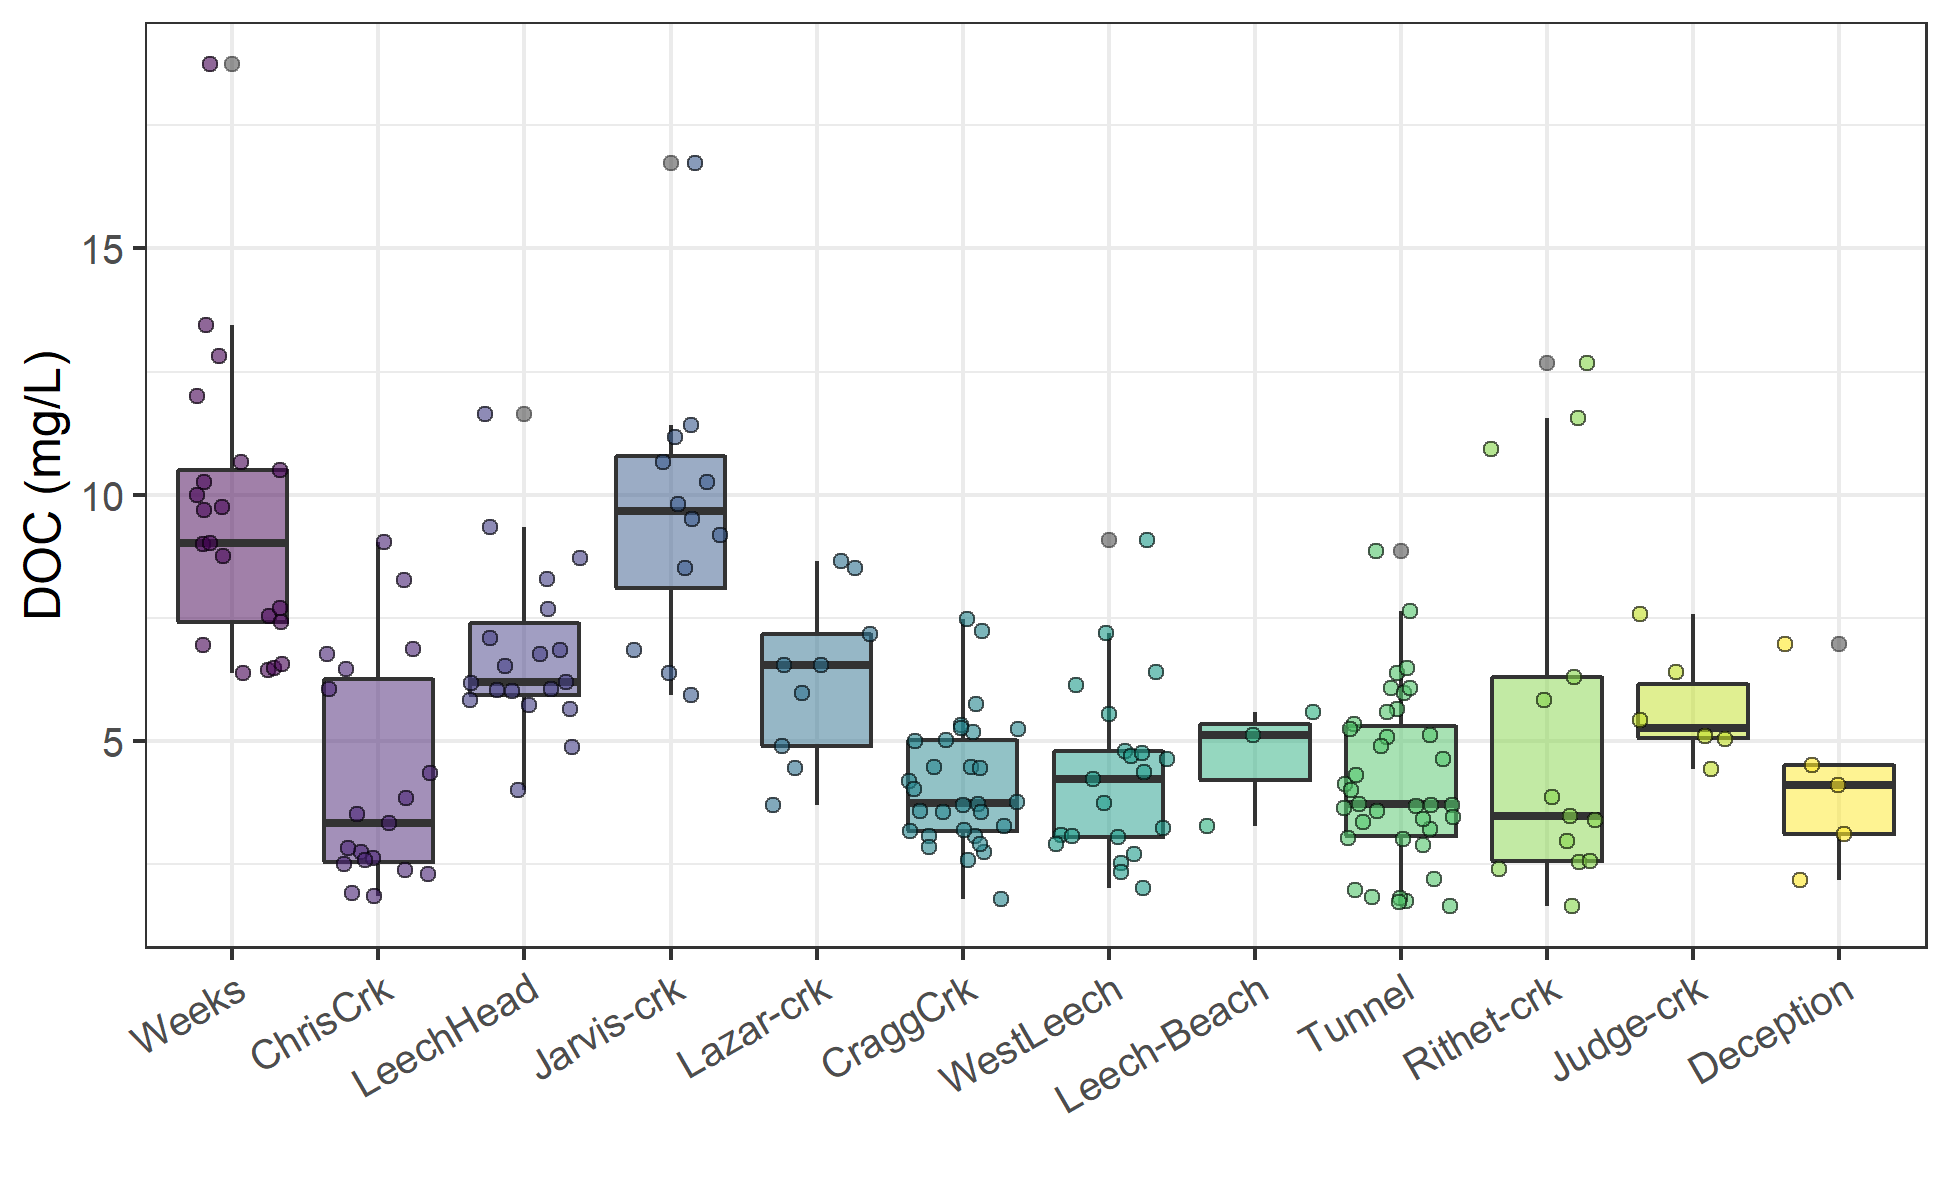 DOC (mg/L)
15
10
5
Weeks
ChrisCrk
LeechHead
Jarvis-crk
Lazar-crk
CraggCrk
WestLeech
Leech-Beach
Tunnel
Rithet-crk
Judge-crk
Deception